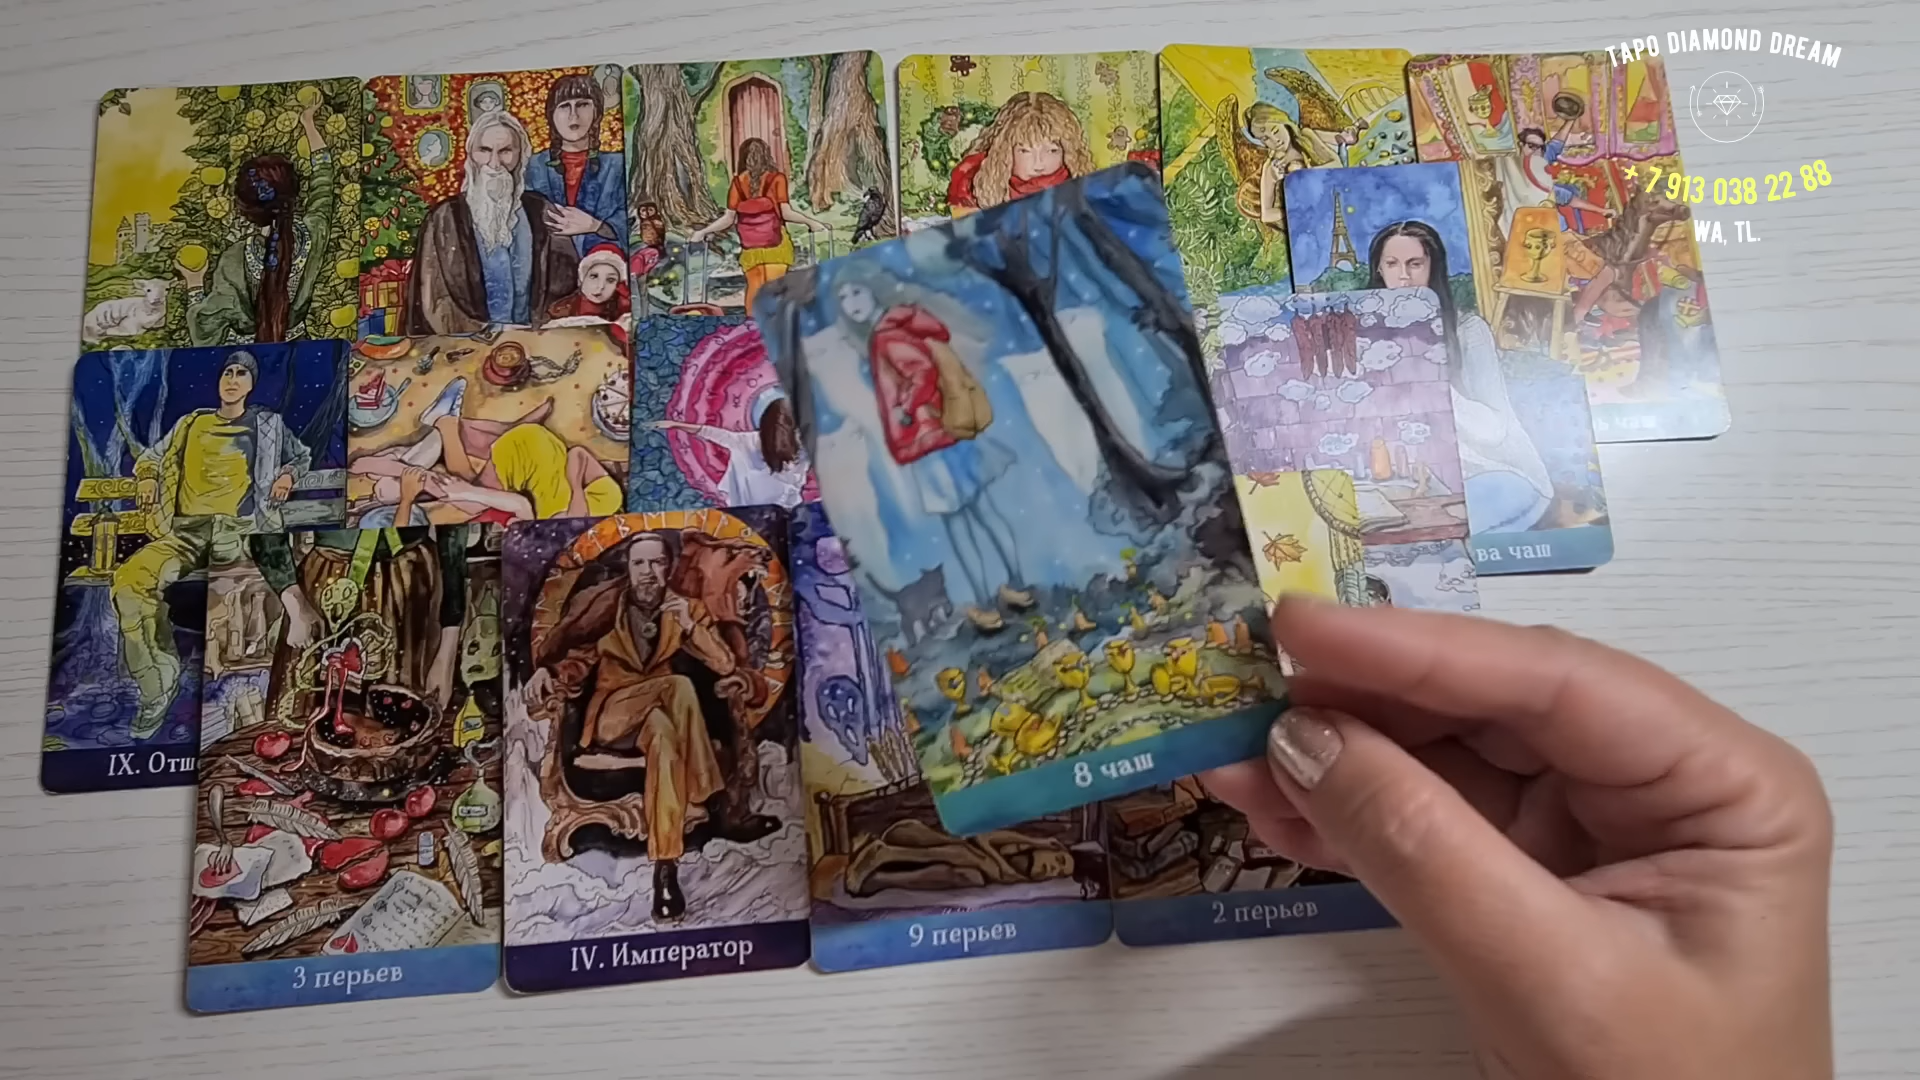 TAPO DIAMOND DREAM
+ 7 913 038 22 88
WA, TL.
ва чаш
8 чаш
IX. Отш
2 перьев
9 перьев
IV. Император
3 перьев